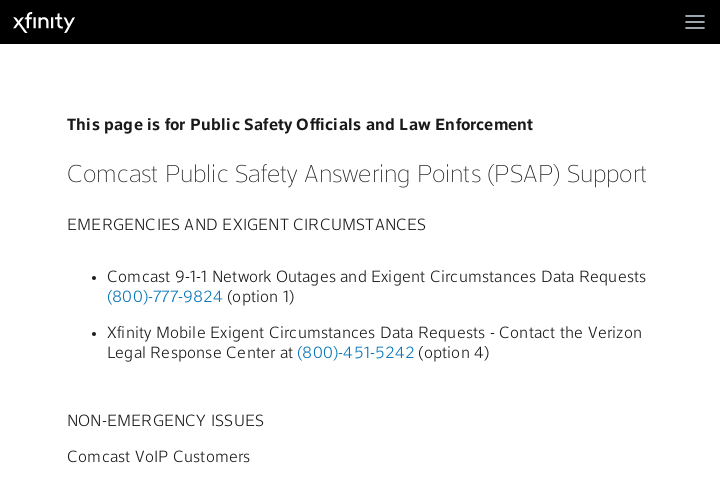 xfinity
This page is for Public Safety Officials and Law Enforcement
Comcast Public Safety Answering Points (PSAP) Support
EMERGENCIES AND EXIGENT CIRCUMSTANCES
• Comcast 9-1-1 Network Outages and Exigent Circumstances Data Requests
(800)-777-9824 (option 1)
• Xfinity Mobile Exigent Circumstances Data Requests - Contact the Verizon
Legal Response Center at (800)-451-5242 (option 4)
NON-EMERGENCY ISSUES
Comcast VoIP Customers